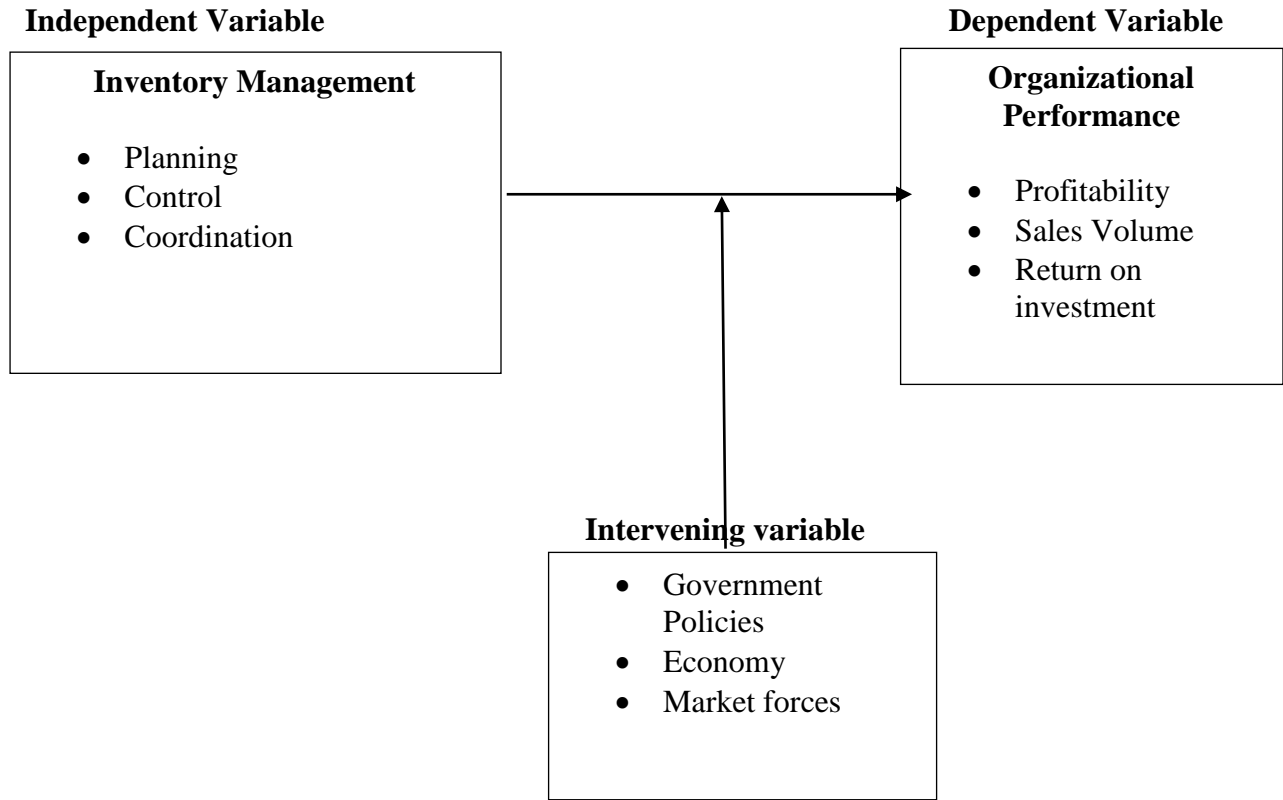 Independent Variable
Dependent Variable
Inventory Management
• Planning
• Control
• Coordination
Organizational
Performance
• Profitability
• Sales Volume
• Return on
investment
Intervening variable
• Government
Policies
• Economy
• Market forces